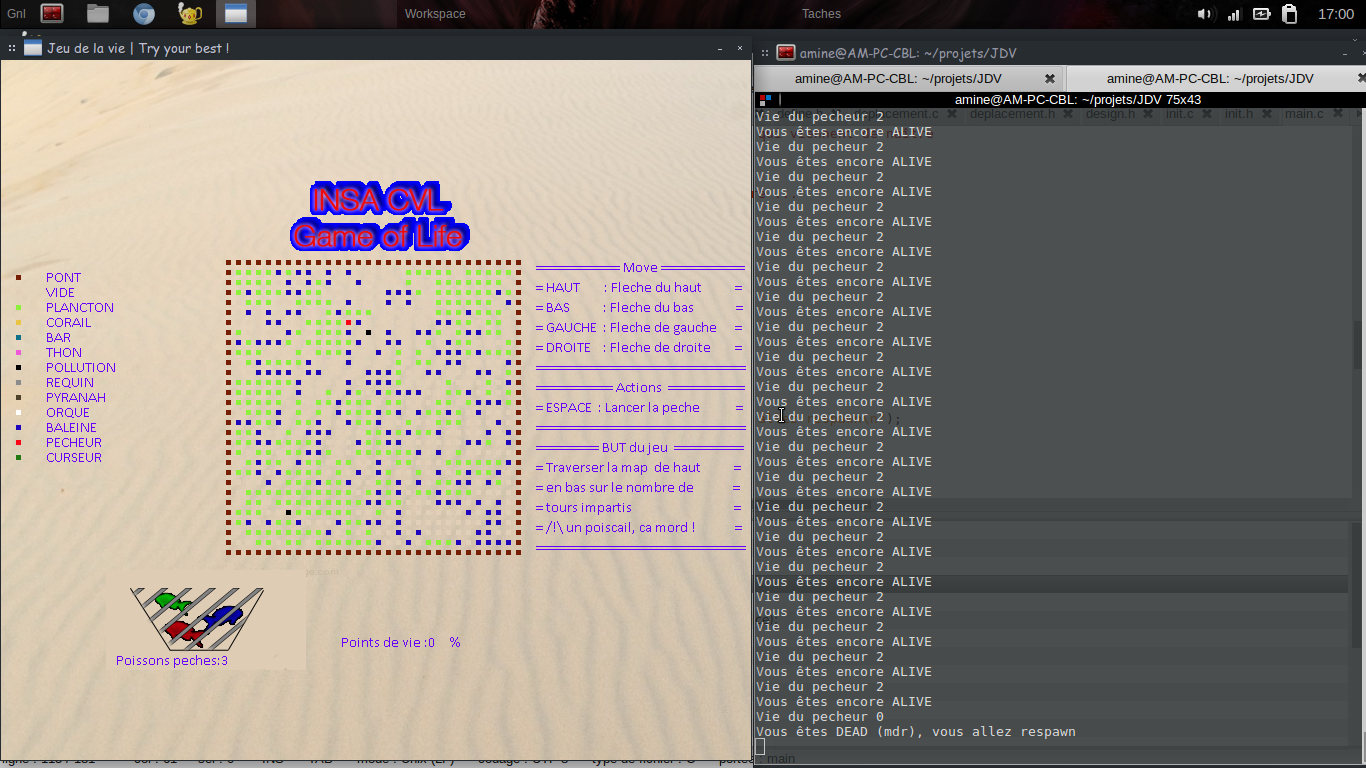 Gnl
Workspace
Taches
17:00
Jeu de la vie | Try your best !
INSA CVL
Game of Life
PONT
VIDE
PLANCTON
CORAIL
BAR
THON
POLLUTION
REQUIN
PYRANAH
ORQUE
BALEINE
PECHEUR
CURSEUR
Move
= HAUT : Fleche du haut =
= BAS : Fleche du bas =
= GAUCHE : Fleche de gauche =
= DROITE : Fleche de droite =
Actions
= ESPACE : Lancer la peche =
BUT du jeu
= Traverser la map de haut =
= en bas sur le nombre de =
= tours impartis =
= /!\ un poiscail, ca mord ! =
Poissons peches:3
Points de vie :0 %
amine@AM-PC-CBL: ~/projets/JDV
amine@AM-PC-CBL: ~/projets/JDV
amine@AM-PC-CBL: ~/projets/JDV
amine@AM-PC-CBL: ~/projets/JDV 75x43
deplacement.h design.h init.c init.h main.c
Vie du pecheur 2
Vous êtes encore ALIVE
Vie du pecheur 2
Vous êtes encore ALIVE
Vie du pecheur 2
Vous êtes encore ALIVE
Vie du pecheur 2
Vous êtes encore ALIVE
Vie du pecheur 2
Vous êtes encore ALIVE
Vie du pecheur 2
Vous êtes encore ALIVE
Vie du pecheur 2
Vous êtes encore ALIVE
Vie du pecheur 2
Vous êtes encore ALIVE
Vie du pecheur 2
Vous êtes encore ALIVE
Vie du pecheur 2
Vous êtes encore ALIVE
Vie du pecheur 2
Vous êtes encore ALIVE
Vie du pecheur 2
Vous êtes encore ALIVE
Vie du pecheur 2
Vous êtes encore ALIVE
Vie du pecheur 2
Vous êtes encore ALIVE
Vie du pecheur 2
Vous êtes encore ALIVE
Vie du pecheur 2
Vous êtes encore ALIVE
Vie du pecheur 2
Vous êtes encore ALIVE
Vie du pecheur 2
Vous êtes encore ALIVE
Vie du pecheur 2
Vous êtes encore ALIVE
Vie du pecheur 2
Vous êtes encore ALIVE
Vie du pecheur 0
Vous êtes DEAD (mdr), vous allez respawn
: main